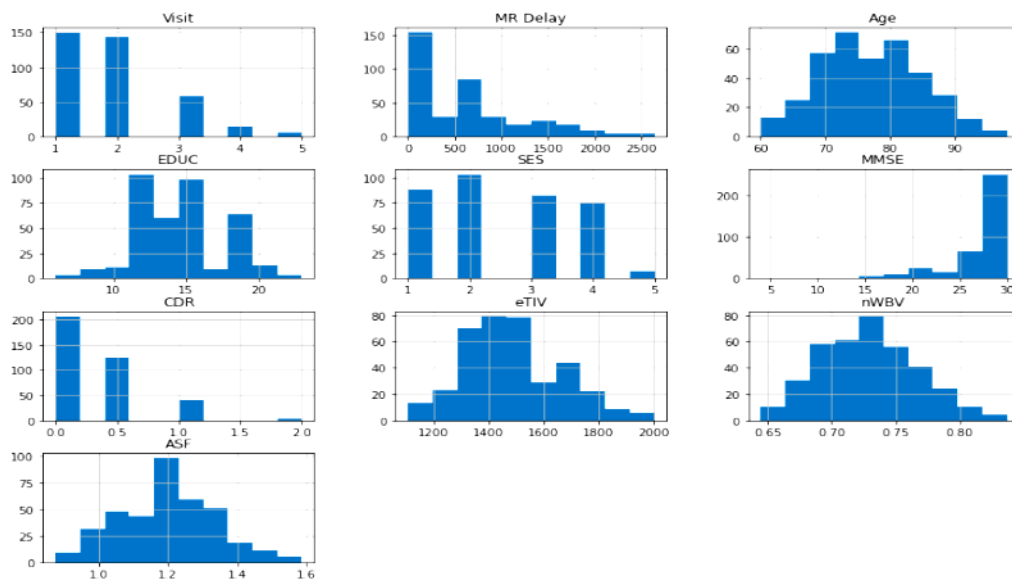 Visit
150
100
50
0
1 2 3 4 5
MR Delay
150
100
50
0
0 500 1000 1500 2000 2500
Age
60
40
20
0
60 70 80 90
EDUC
100
75
50
25
0
10 15 20
SES
100
75
50
25
0
1 2 3 4 5
MMSE
200
100
0
5 10 15 20 25 30
CDR
200
150
100
50
0
0.0 0.5 1.0 1.5 2.0
eTIV
80
60
40
20
0
1200 1400 1600 1800 2000
nWBV
80
60
40
20
0
0.65 0.70 0.75 0.80
ASF
100
75
50
25
0
1.0 1.2 1.4 1.6